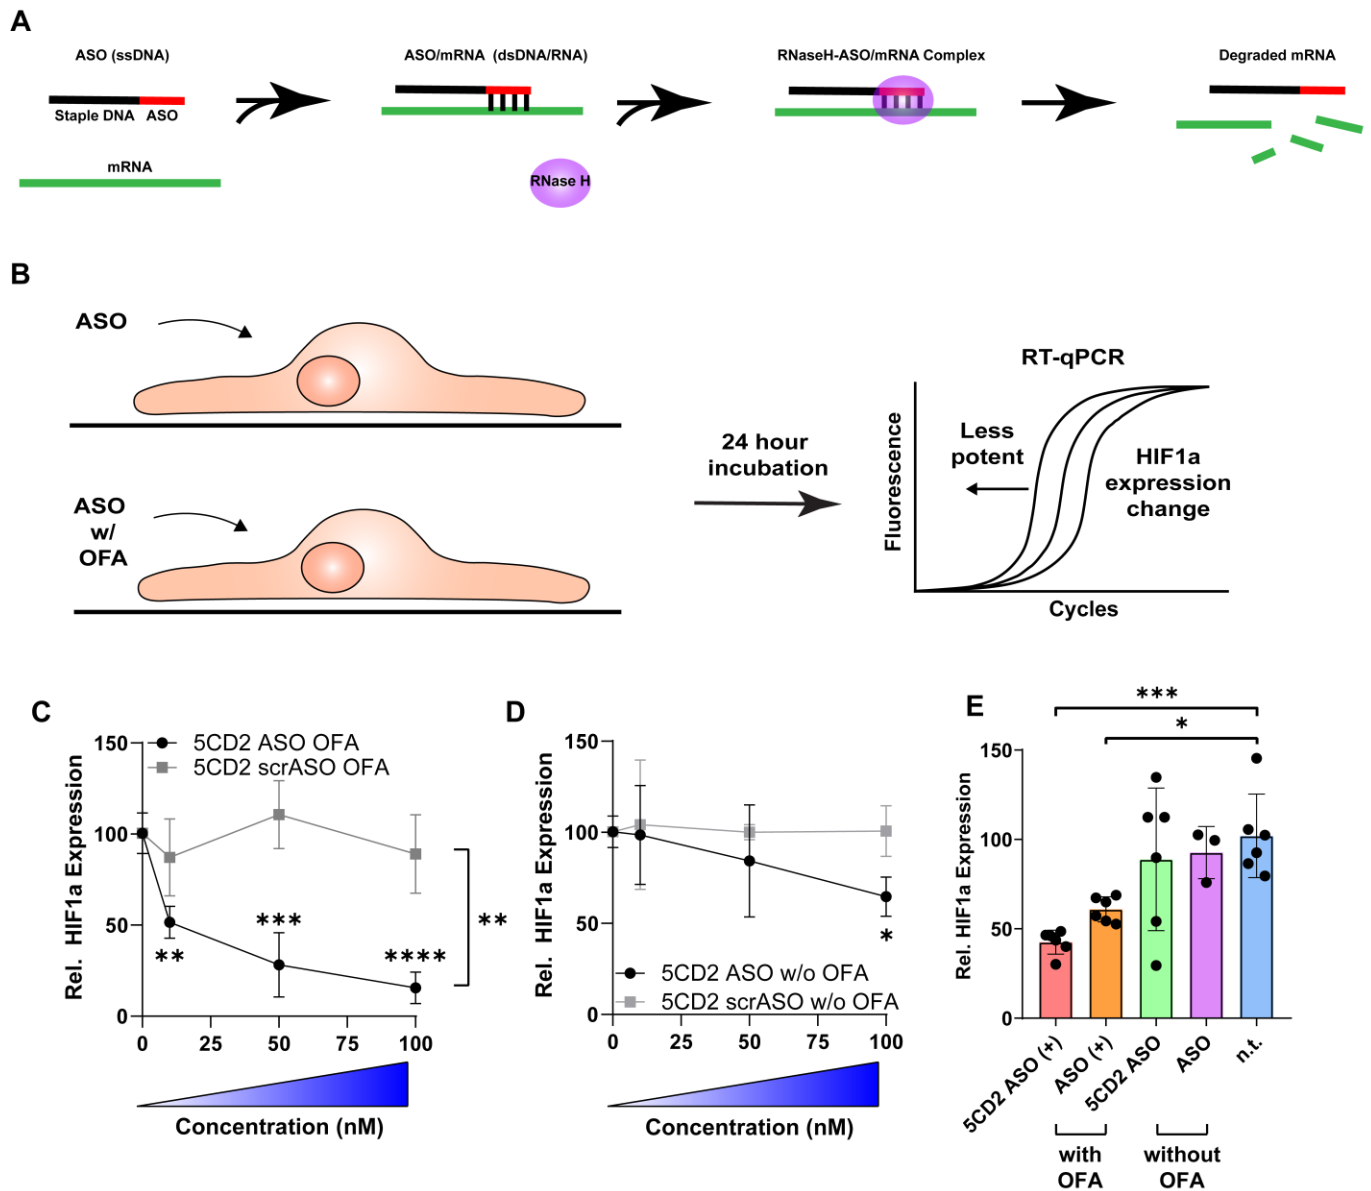 A
ASO (ssDNA)
Staple DNA ASO
mRNA
ASO/mRNA (dsDNA/RNA)
RNase H
RNaseH-ASO/mRNA Complex
Degraded mRNA
B
ASO
ASO
w/
OFA
24 hour
incubation
RT-qPCR
Fluorescence
Less
potent
HIF1a
expression
change
Cycles
C
Rel. HIF1a Expression
150
100
50
0
5CD2 ASO OFA
5CD2 scrASO OFA
**
***
****
**
0 25 50 75 100
Concentration (nM)
D
Rel. HIF1a Expression
150
100
50
0
*
5CD2 ASO w/o OFA
5CD2 scrASO w/o OFA
0 25 50 75 100
Concentration (nM)
E
***
*
Rel. HIF1a Expression
150
100
50
0
5CD2 ASO (+)
ASO (+)
5CD2 ASO
ASO
n.t.
with
OFA
without
OFA